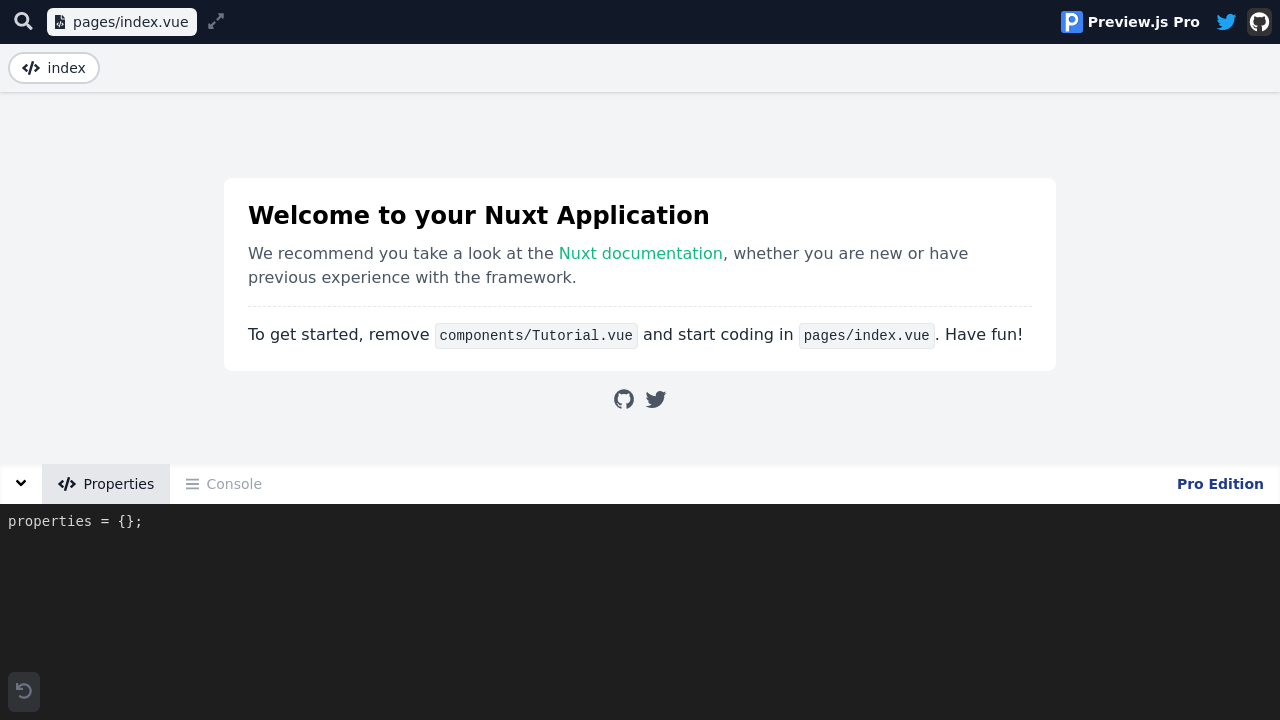 pages/index.vue
Preview.js Pro
index
Welcome to your Nuxt Application
We recommend you take a look at the Nuxt documentation, whether you are new or have
previous experience with the framework.
To get started, remove components/Tutorial.vue and start coding in pages/index.vue. Have fun!
Properties
Console
Pro Edition
properties = {};